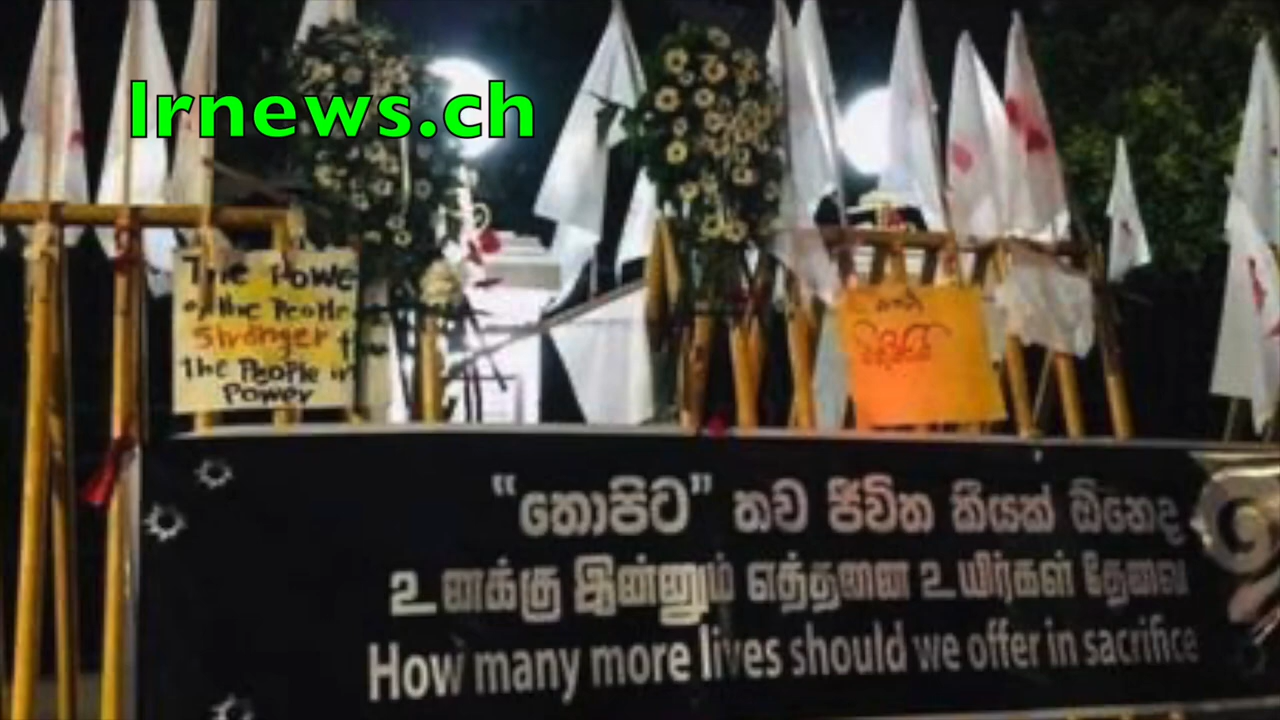 lrnews.ch
The Powe
of the People
Stronger
the People in
Power
“තොපිට” තව ජීවිත කීයක් ඕනෙද
உனக்கு இன்னும் எத்தனை உயிர்கள் தேவை
How many more lives should we offer in sacrifice